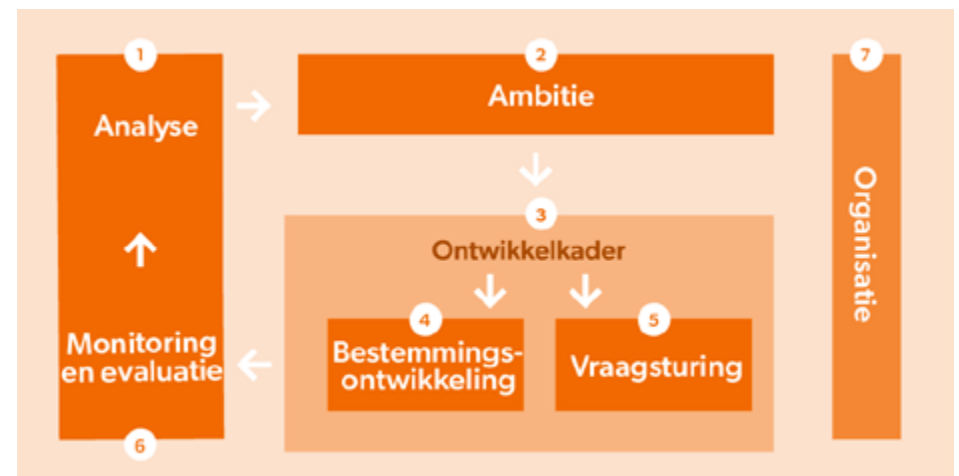 1
Analyse
2
Ambitie
3
Ontwikkelkader
4
Bestemmings-
ontwikkeling
5
Vraagsturing
Monitoring
en evaluatie
6
7
Organisatie